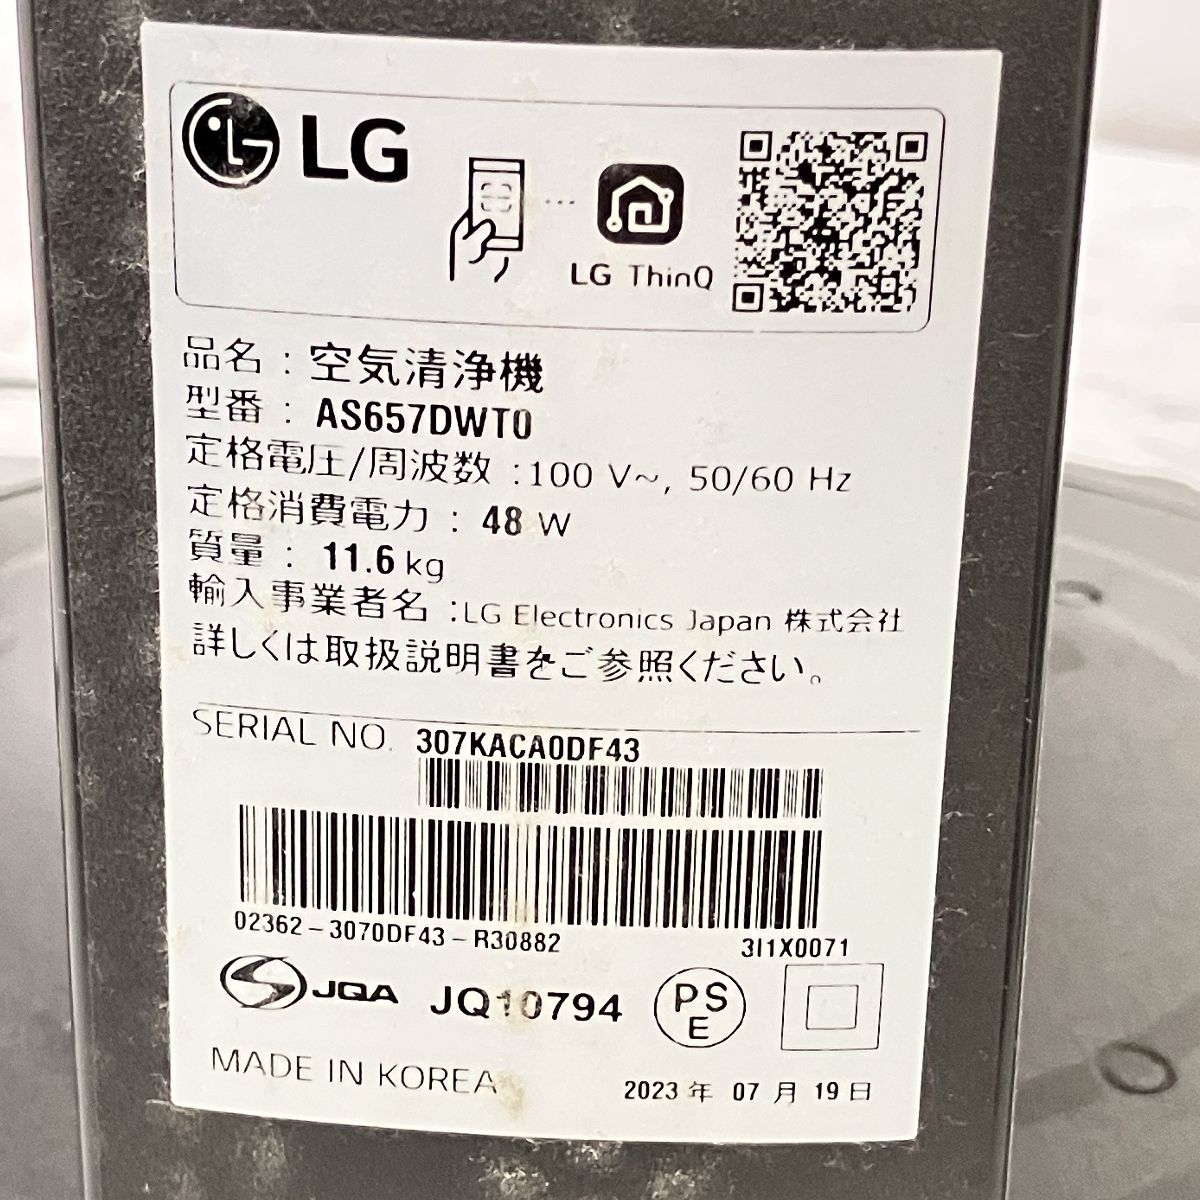 LG
LG ThinQ
品名 : 空気清浄機
型番 : AS657DWT0
定格電圧/周波数 :100 V~, 50/60 Hz
定格消費電力 : 48 W
質量 : 11.6 kg
輸入事業者名 :LG Electronics Japan 株式会社
詳しくは取扱説明書をご参照ください。
SERIAL NO. 307KACA0DF43
02362-3070DF43-R30882 3I1X0071
JQA JQ10794 PS
E
MADE IN KOREA 2023 年 07 月 19 日